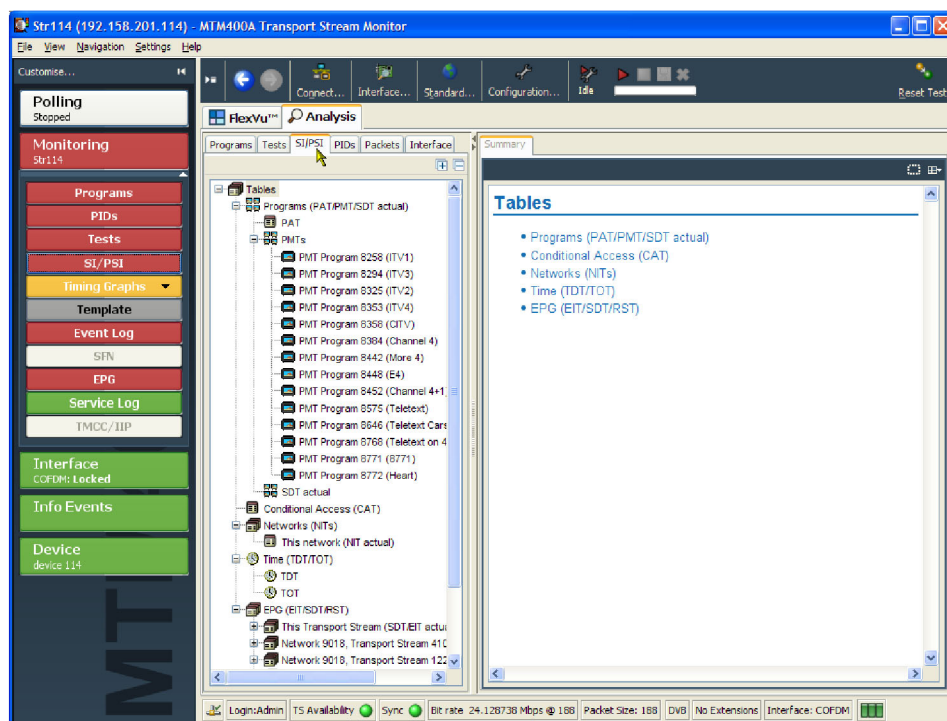 Str114 (192.158.201.114) - MTM400A Transport Stream Monitor
File View Navigation Settings Help
Customise...
Connect... Interface... Standard... Configuration... Idle Reset Test
Polling
Stopped
FlexVu™ Analysis
Monitoring
Str114
Programs Tests SI/PSI PIDs Packets Interface
Summary
Programs
PIDs
Tests
SI/PSI
Timing Graphs
Template
Event Log
SFN
EPG
Service Log
TMCC/IIP
Interface
COFDM: Locked
Info Events
Device
device 114
Tables
Programs (PAT/PMT/SDT actual)
PAT
PMTs
PMT Program 8258 (ITV1)
PMT Program 8294 (ITV3)
PMT Program 8325 (ITV2)
PMT Program 8353 (ITV4)
PMT Program 8358 (CITV)
PMT Program 8384 (Channel 4)
PMT Program 8442 (More 4)
PMT Program 8448 (E4)
PMT Program 8452 (Channel 4+1
PMT Program 8575 (Teletext)
PMT Program 8646 (Teletext Cars
PMT Program 8768 (Teletext on 4
PMT Program 8771 (8771)
PMT Program 8772 (Heart)
SDT actual
Conditional Access (CAT)
Networks (NITs)
This network (NIT actual)
Time (TDT/TOT)
TDT
TOT
EPG (EIT/SDT/RST)
This Transport Stream (SDT/EIT actu
Network 9018, Transport Stream 410
Network 9018, Transport Stream 122
Tables
Programs (PAT/PMT/SDT actual)
Conditional Access (CAT)
Networks (NITs)
Time (TDT/TOT)
EPG (EIT/SDT/RST)
Login:Admin TS Availability Sync Bit rate 24.128738 Mbps @ 188 Packet Size: 188 DVB No Extensions Interface: COFDM